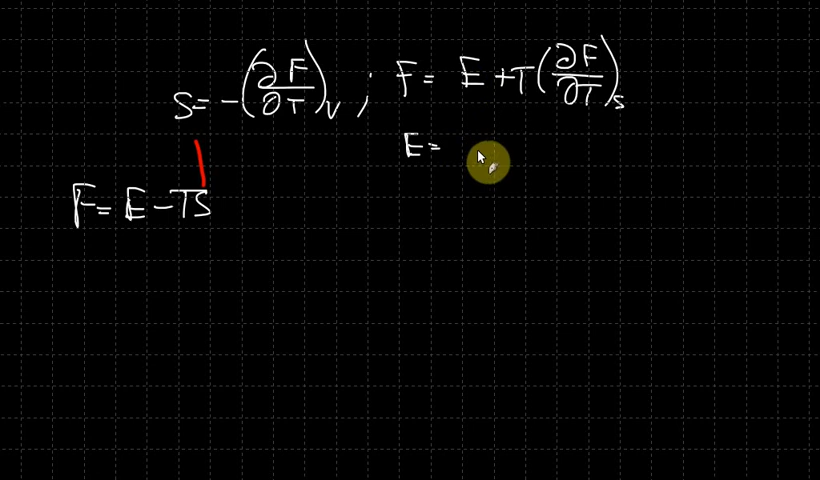 S = -(∂F/∂T)_V ; F = E + T(∂F/∂T)_S
E =
F = E - TS